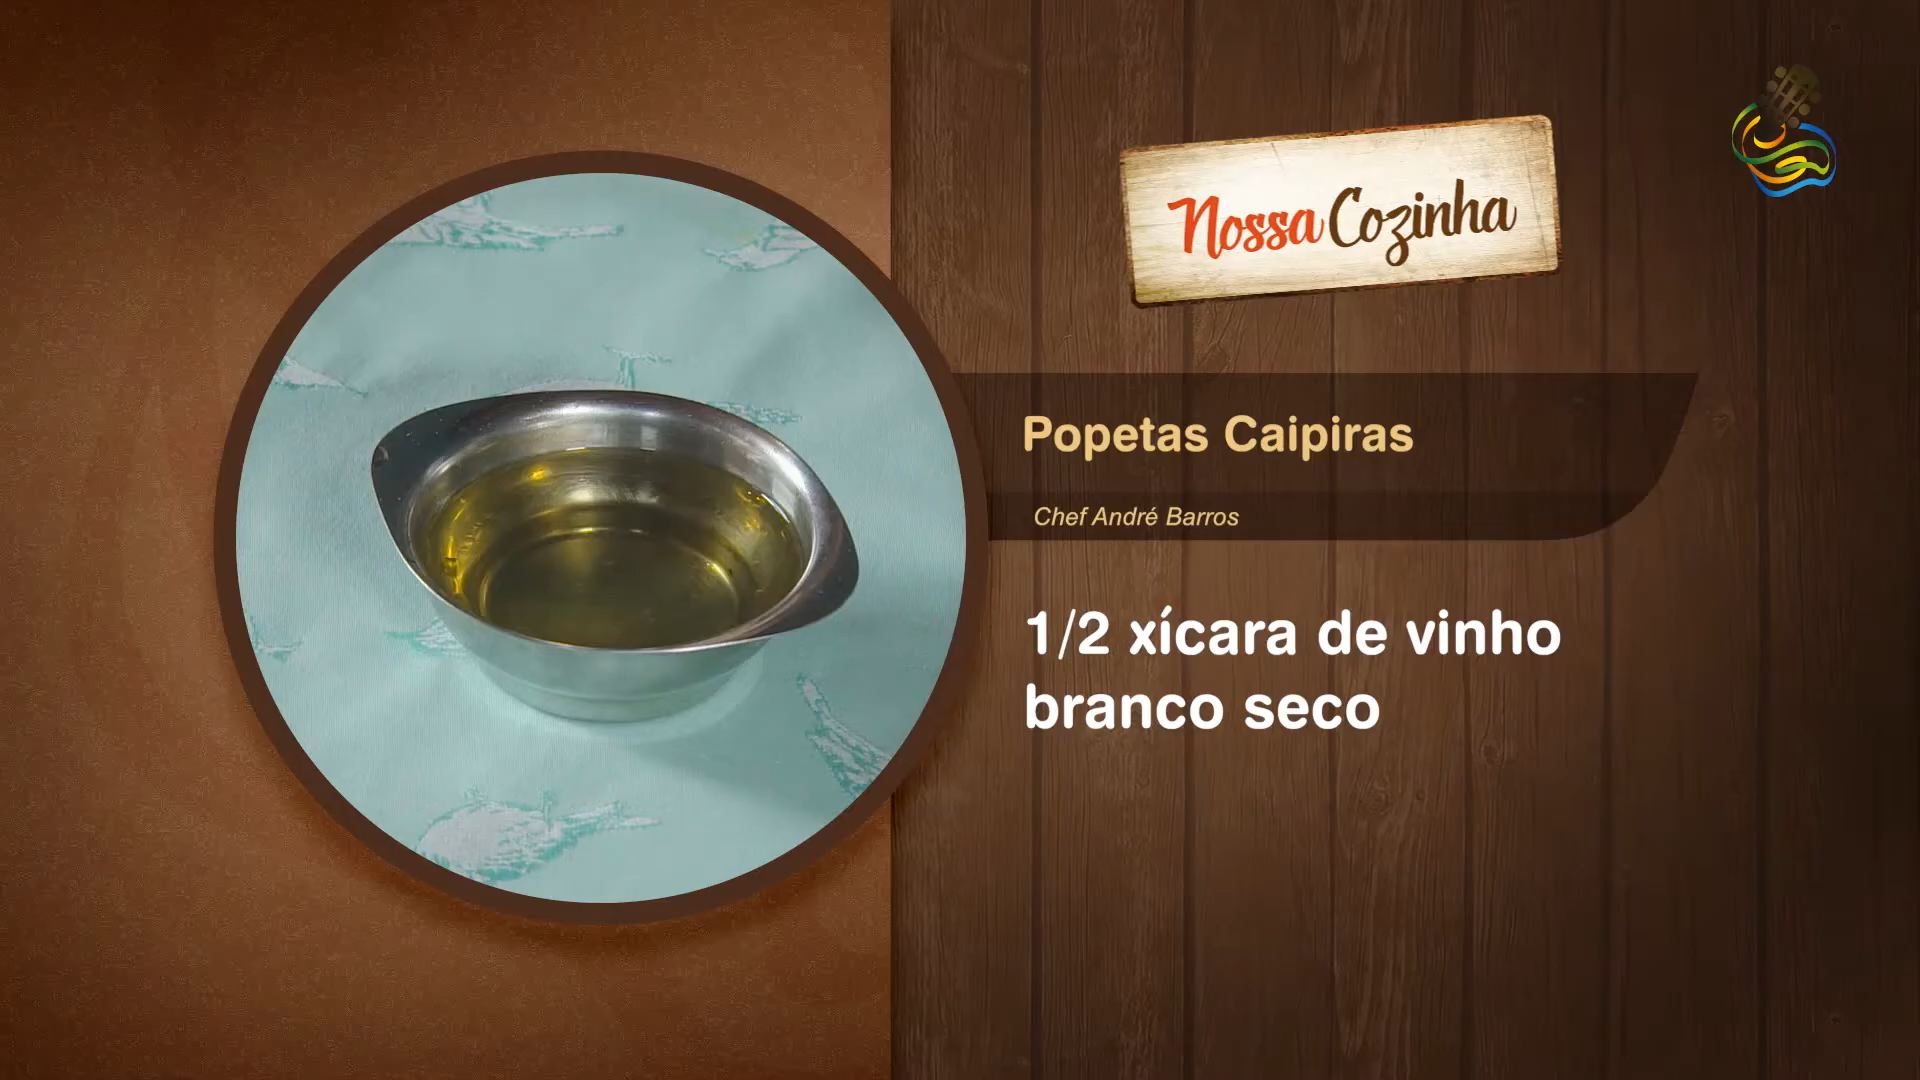 Nossa Cozinha
Popetas Caipiras
Chef André Barros
1/2 xícara de vinho
branco seco